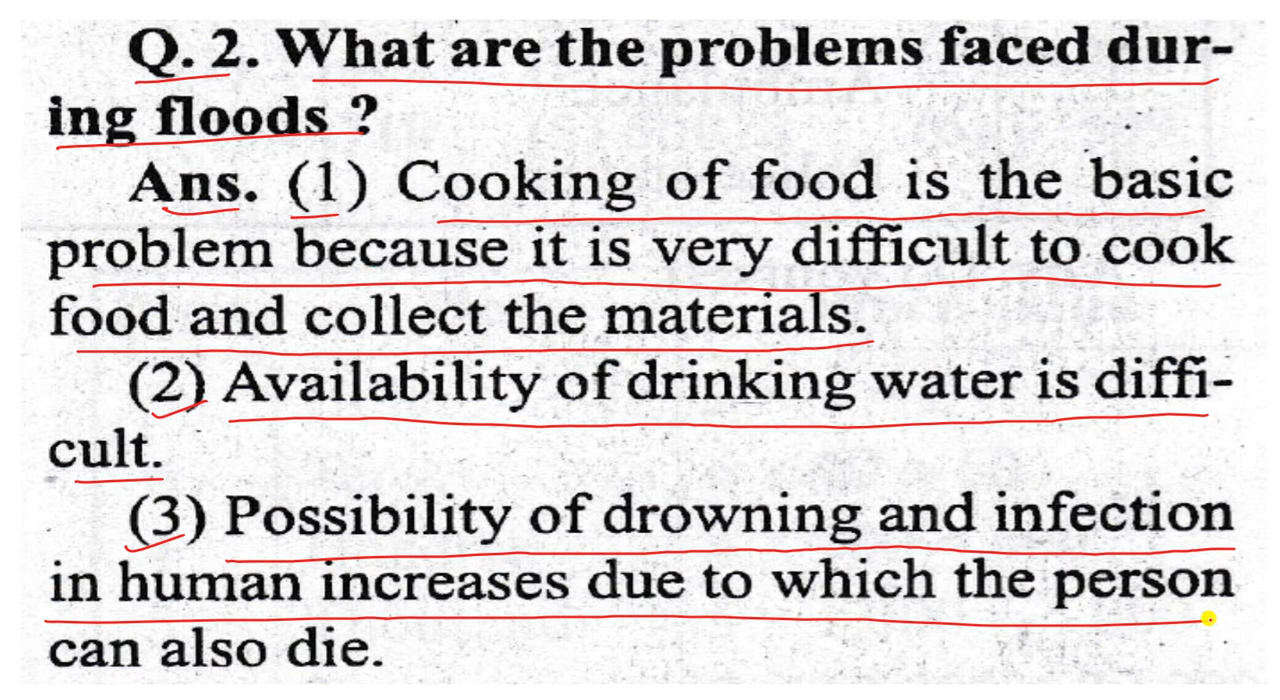 Q. 2. What are the problems faced dur-
ing floods ?
Ans. (1) Cooking of food is the basic
problem because it is very difficult to cook
food and collect the materials.
(2) Availability of drinking water is diffi-
cult.
(3) Possibility of drowning and infection
in human increases due to which the person
can also die.